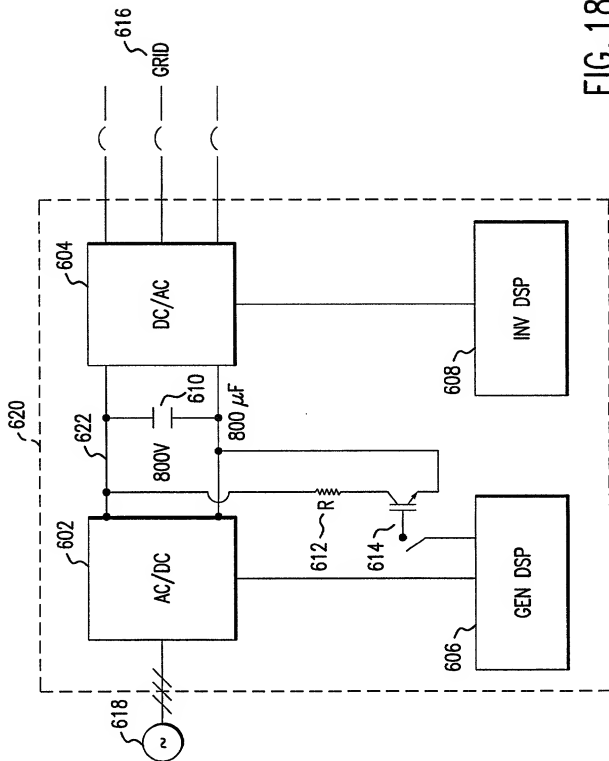 620
616
GRID
604
DC/AC
622
610
800V
800 µF
602
AC/DC
618
2
R
612
614
GEN DSP
606
INV DSP
608
FIG. 18